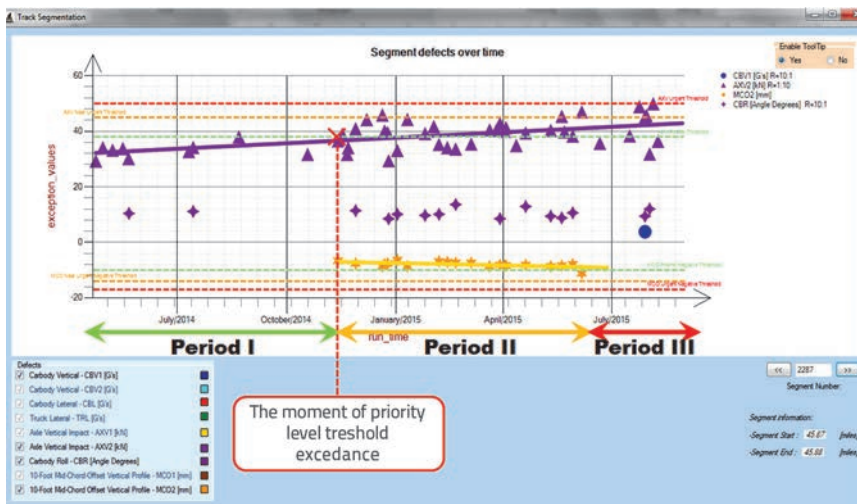 Track Segmentation
Segment defects over time
Enable ToolTip
Yes
No
CBV1 [G's] R=10:1
AXV2 [kN] R=1:10
MCO2 [mm]
CBR [Angle Degrees] R=10:1
60
40
20
0
-20
exception_values
July/2014
October/2014
January/2015
April/2015
July/2015
run_time
Period I
Period II
Period III
The moment of priority
level treshold
excedance
Defects
Carbody Vertical - CBV1 [G's]
Carbody Vertical - CBV2 [G's]
Carbody Lateral - CBL [G's]
Truck Lateral - TRL [G's]
Axle Vertical Impact - AXV1 [kN]
Axle Vertical Impact - AXV2 [kN]
Carbody Roll - CBR [Angle Degrees]
10-Foot Mid-Chord Offset Vertical Profile - MCO1 [mm]
10-Foot Mid-Chord Offset Vertical Profile - MCO2 [mm]
<<
2287
>>
Segment Number:
Segment information:
-Segment Start : 45.67
-Segment End : 45.88